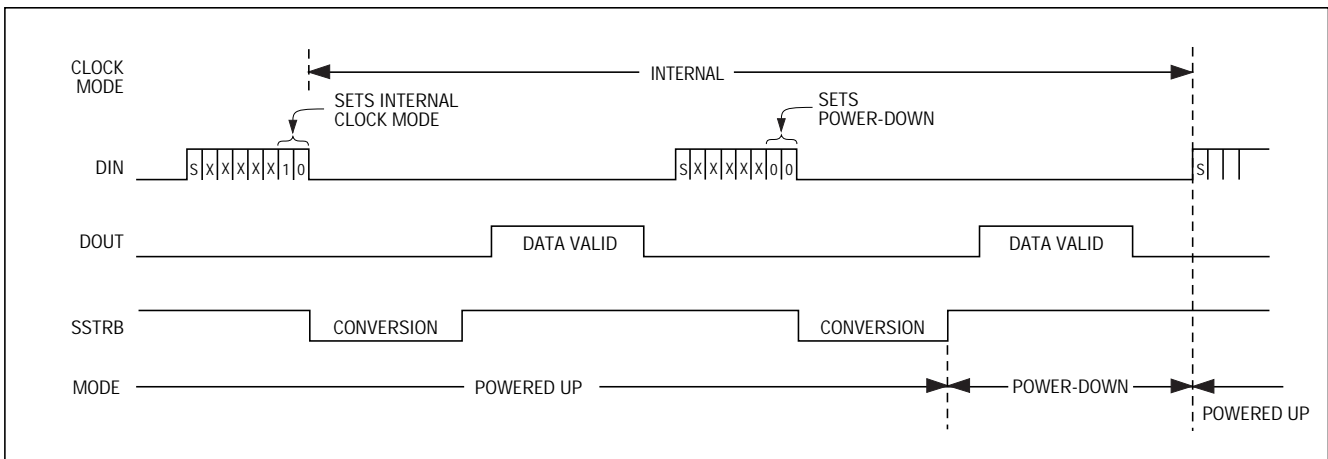 CLOCK
MODE
INTERNAL
SETS INTERNAL
CLOCK MODE
SETS
POWER-DOWN
DIN
S X X X X X 1 0
S X X X X X 0 0
S
DOUT
DATA VALID
DATA VALID
SSTRB
CONVERSION
CONVERSION
MODE
POWERED UP
POWER-DOWN
POWERED UP